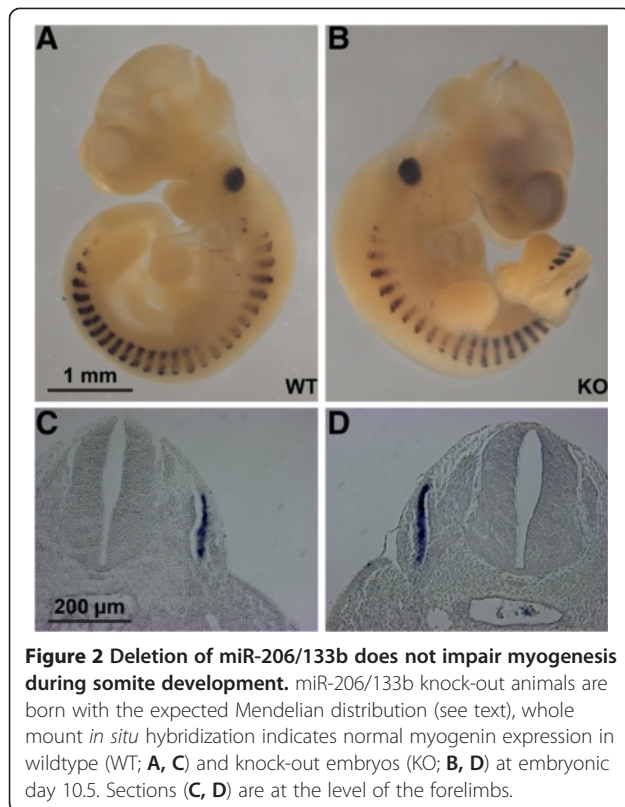 A
B
1 mm
WT
KO
C
D
200 µm
Figure 2 Deletion of miR-206/133b does not impair myogenesis
during somite development. miR-206/133b knock-out animals are
born with the expected Mendelian distribution (see text), whole
mount in situ hybridization indicates normal myogenin expression in
wildtype (WT; A, C) and knock-out embryos (KO; B, D) at embryonic
day 10.5. Sections (C, D) are at the level of the forelimbs.